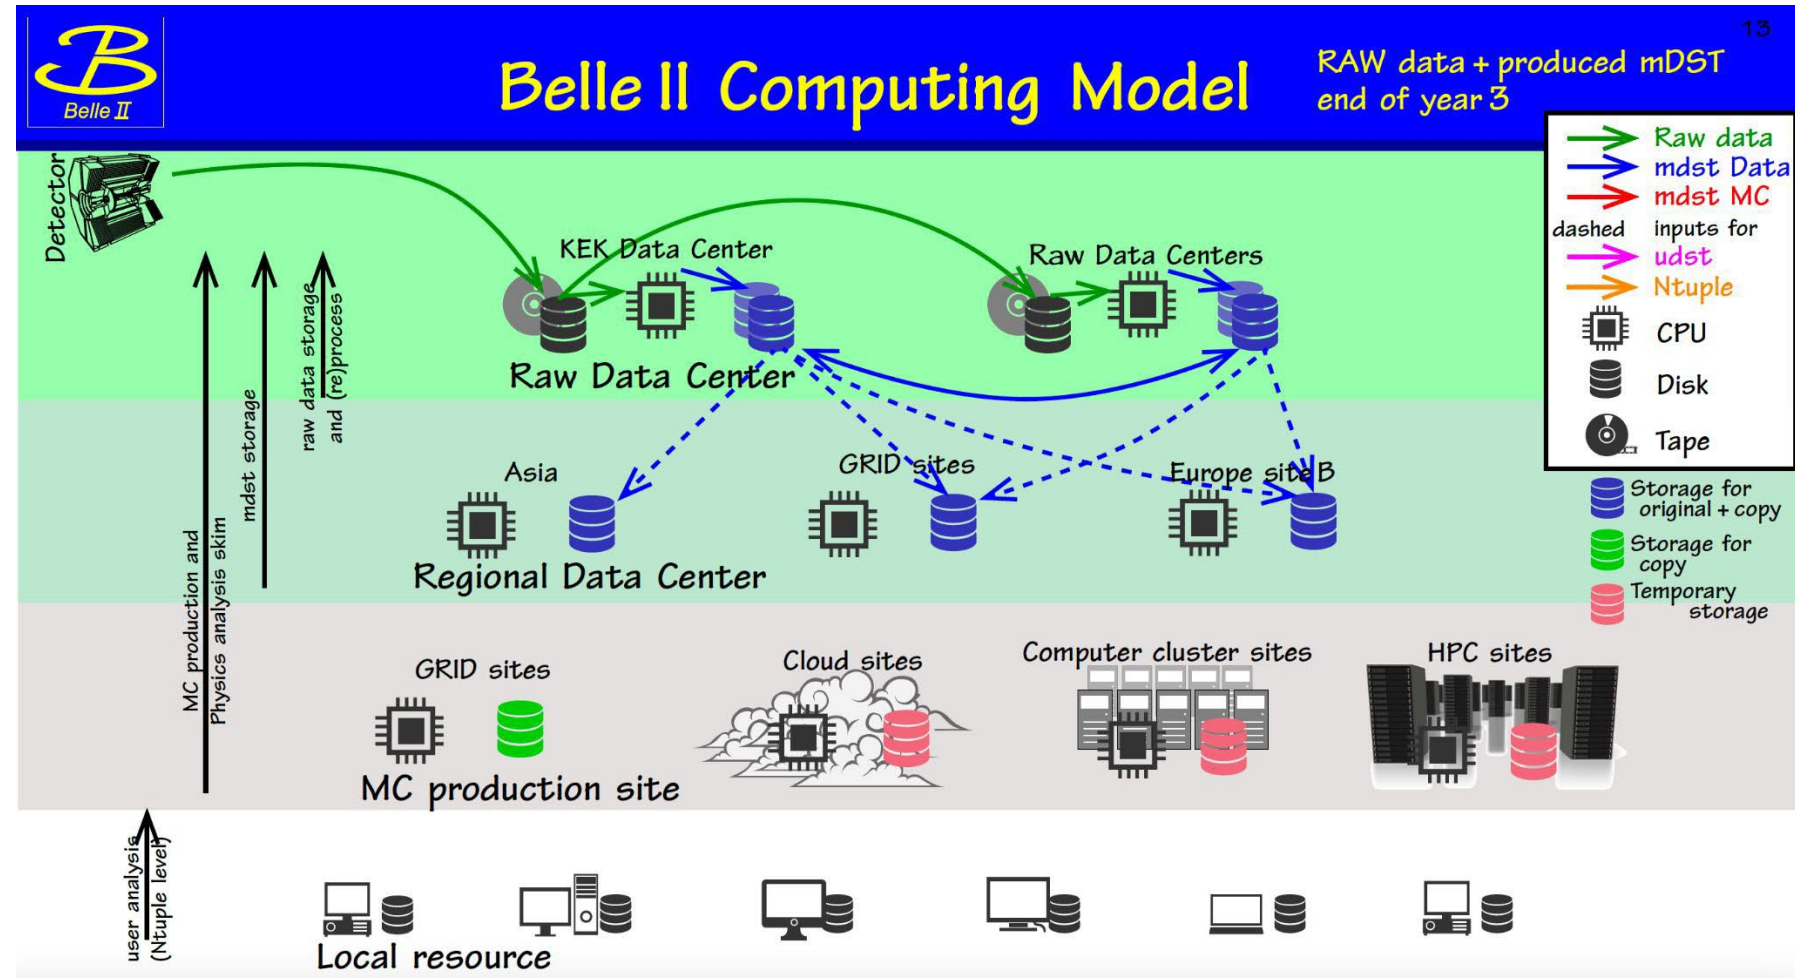 13
Belle II
Belle II Computing Model
RAW data + produced mDST
end of year 3
Raw data
mdst Data
mdst MC
dashed inputs for
udst
Ntuple
CPU
Disk
Tape
Storage for
original + copy
Storage for
copy
Temporary
storage
Detector
KEK Data Center
Raw Data Centers
Raw Data Center
raw data storage
and (re)process
mdst storage
MC production and
Physics analysis skim
Asia
GRID sites
Europe site B
Regional Data Center
GRID sites
Cloud sites
Computer cluster sites
HPC sites
MC production site
user analysis
(Ntuple level)
Local resource